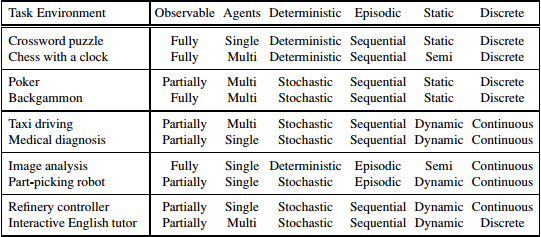 Task Environment Observable Agents Deterministic Episodic Static Discrete
Crossword puzzle Fully Single Deterministic Sequential Static Discrete
Chess with a clock Fully Multi Deterministic Sequential Semi Discrete
Poker Partially Multi Stochastic Sequential Static Discrete
Backgammon Fully Multi Stochastic Sequential Static Discrete
Taxi driving Partially Multi Stochastic Sequential Dynamic Continuous
Medical diagnosis Partially Single Stochastic Sequential Dynamic Continuous
Image analysis Fully Single Deterministic Episodic Semi Continuous
Part-picking robot Partially Single Stochastic Episodic Dynamic Continuous
Refinery controller Partially Single Stochastic Sequential Dynamic Continuous
Interactive English tutor Partially Multi Stochastic Sequential Dynamic Discrete